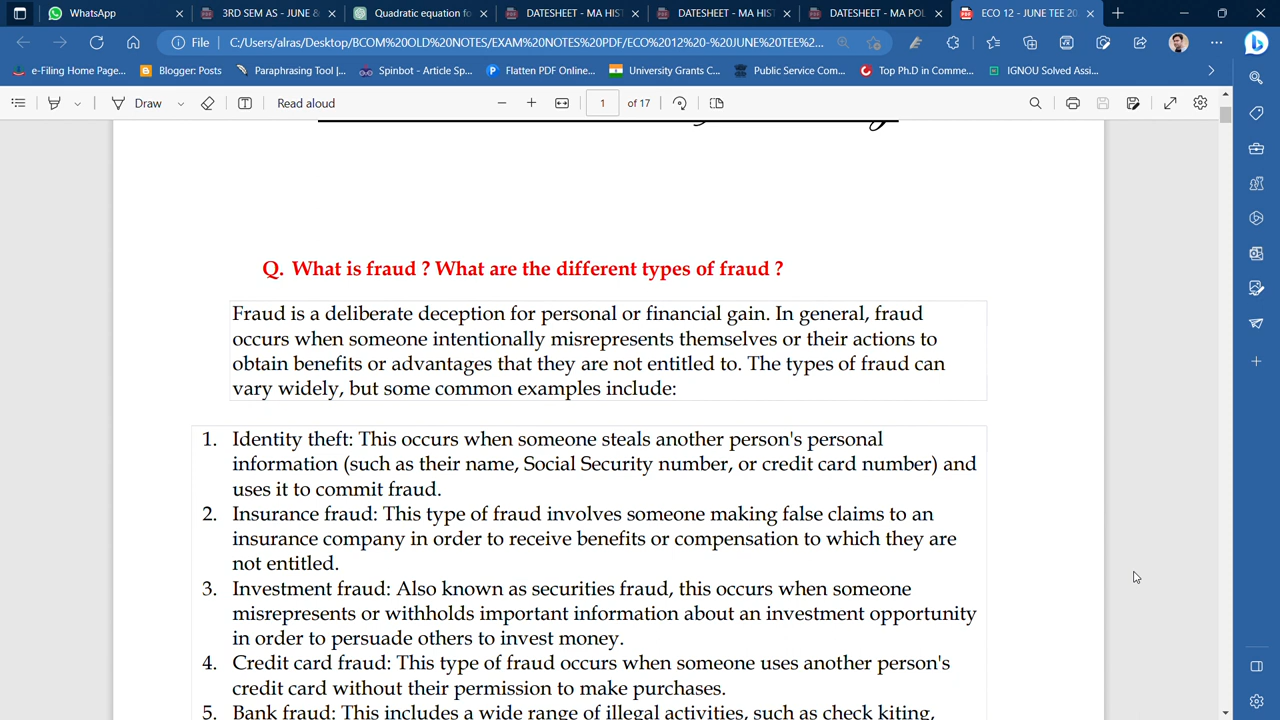 WhatsApp
3RD SEM AS - JUNE &
Quadratic equation fo
DATESHEET - MA HIS
DATESHEET - MA HIS
DATESHEET - MA POL
ECO 12 - JUNE TEE 20
File
C:/Users/alras/Desktop/BCOM%20OLD%20NOTES/EXAM%20NOTES%20PDF/ECO%2012%20-%20JUNE%20TEE%2...
e-Filing Home Page...
Blogger: Posts
Paraphrasing Tool |...
Spinbot - Article Sp...
Flatten PDF Online...
University Grants C...
Public Service Com...
Top Ph.D in Comme...
IGNOU Solved Assi...
Draw
Read aloud
1
of 17
Q. What is fraud ? What are the different types of fraud ?
Fraud is a deliberate deception for personal or financial gain. In general, fraud
occurs when someone intentionally misrepresents themselves or their actions to
obtain benefits or advantages that they are not entitled to. The types of fraud can
vary widely, but some common examples include:
1. Identity theft: This occurs when someone steals another person's personal
information (such as their name, Social Security number, or credit card number) and
uses it to commit fraud.
2. Insurance fraud: This type of fraud involves someone making false claims to an
insurance company in order to receive benefits or compensation to which they are
not entitled.
3. Investment fraud: Also known as securities fraud, this occurs when someone
misrepresents or withholds important information about an investment opportunity
in order to persuade others to invest money.
4. Credit card fraud: This type of fraud occurs when someone uses another person's
credit card without their permission to make purchases.
5. Bank fraud: This includes a wide range of illegal activities, such as check kiting,